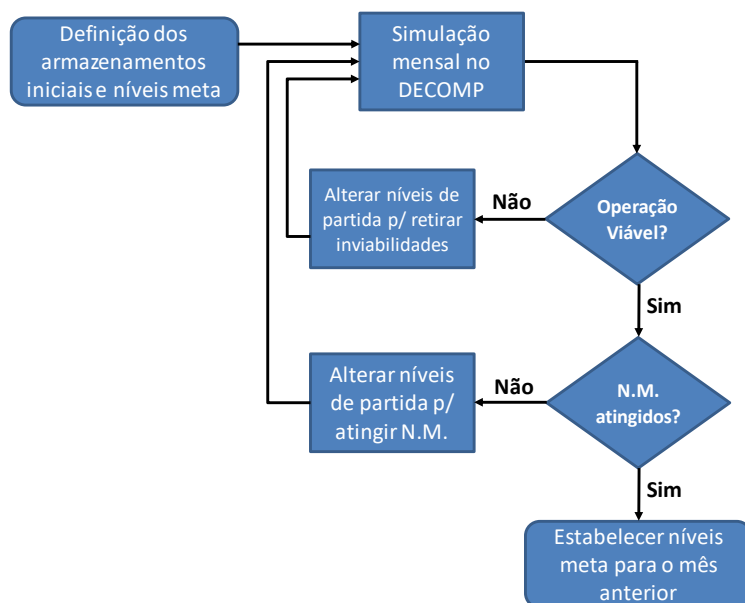 Definição dos
armazenamentos
iniciais e níveis meta
Simulação
mensal no
DECOMP
Alterar níveis de
partida p/ retirar
inviabilidades
Não
Operação
Viável?
Sim
Alterar níveis
de partida p/
atingir N.M.
Não
N.M.
atingidos?
Sim
Estabelecer níveis
meta para o mês
anterior